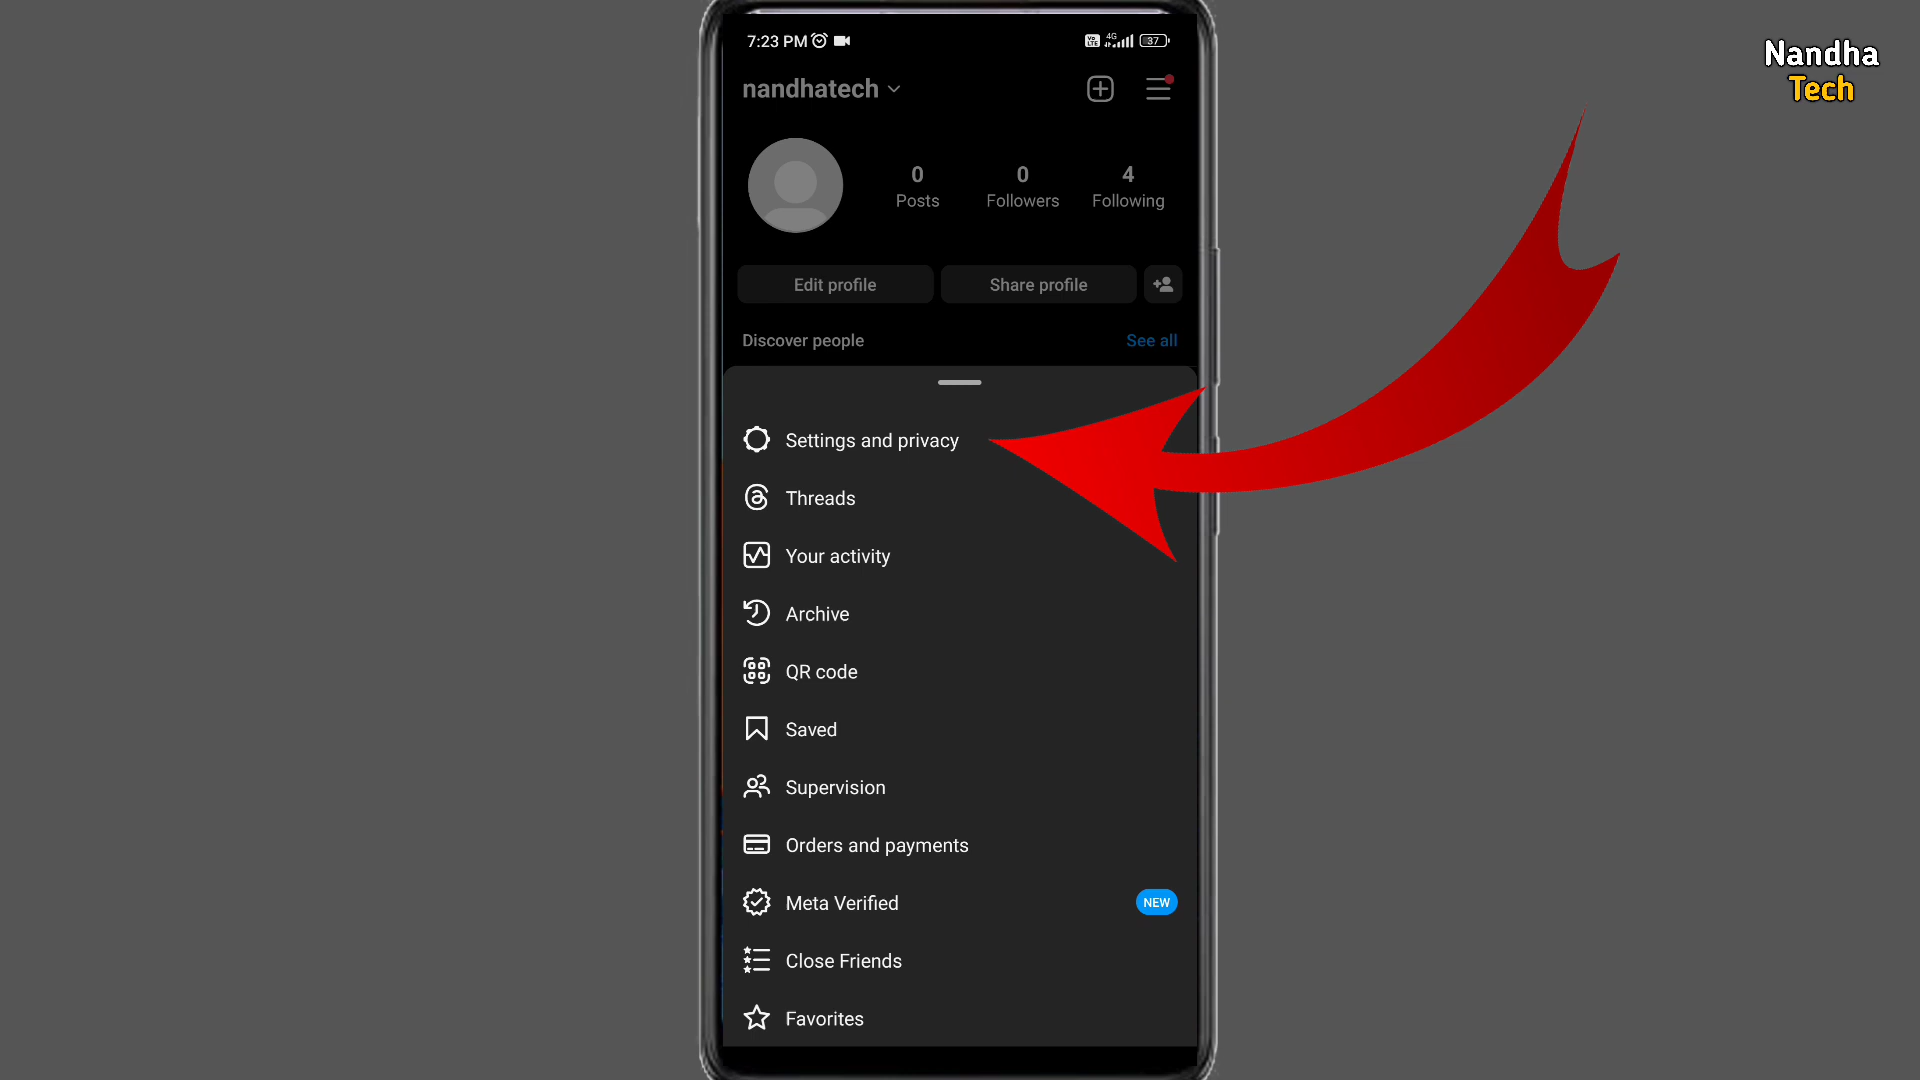 7:23 PM
4G
37
Nandha
Tech
nandhatech
0
Posts
0
Followers
4
Following
Edit profile
Share profile
Discover people
See all
Settings and privacy
Threads
Your activity
Archive
QR code
Saved
Supervision
Orders and payments
Meta Verified
NEW
Close Friends
Favorites